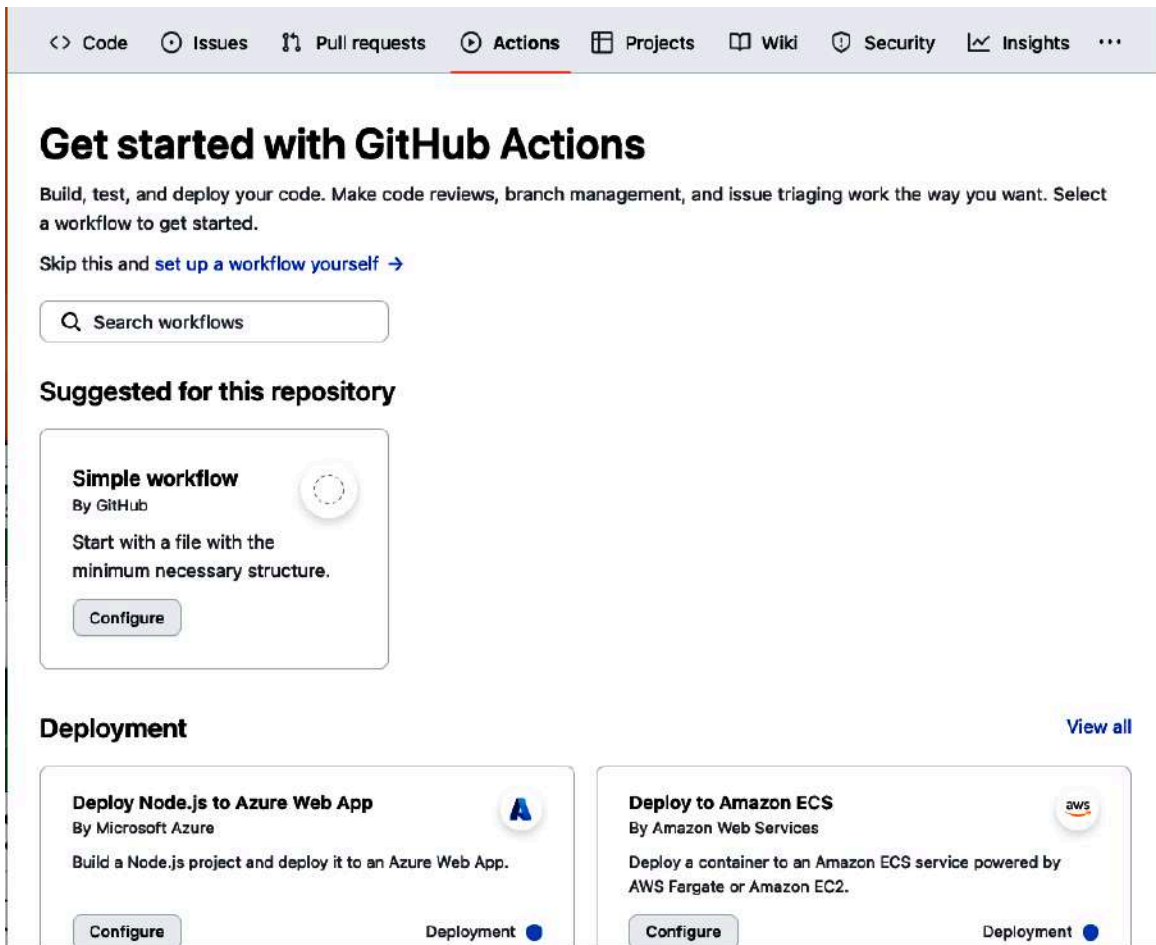 <> Code Issues Pull requests Actions Projects Wiki Security Insights ...
Get started with GitHub Actions
Build, test, and deploy your code. Make code reviews, branch management, and issue triaging work the way you want. Select
a workflow to get started.
Skip this and set up a workflow yourself →
Search workflows
Suggested for this repository
Simple workflow
By GitHub
Start with a file with the
minimum necessary structure.
Configure
Deployment View all
Deploy Node.js to Azure Web App
By Microsoft Azure
Build a Node.js project and deploy it to an Azure Web App.
Configure Deployment
Deploy to Amazon ECS
aws
By Amazon Web Services
Deploy a container to an Amazon ECS service powered by
AWS Fargate or Amazon EC2.
Configure Deployment